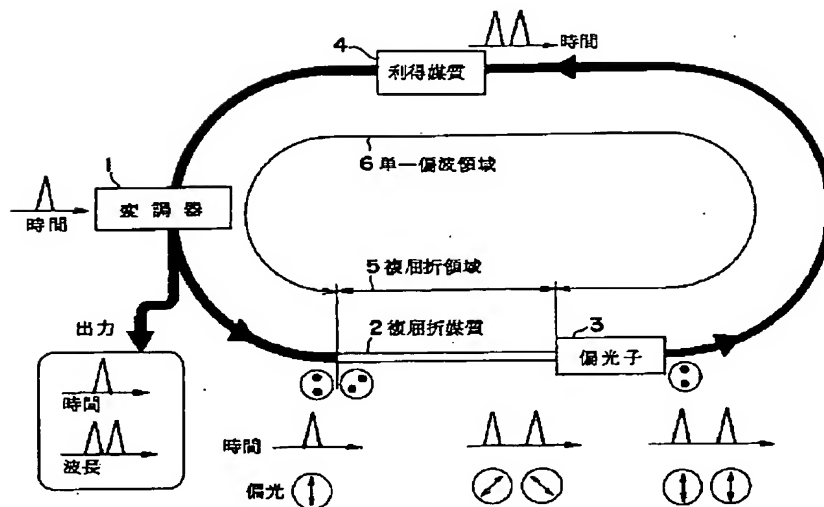 4
時間
利得媒質
6 単一偏波領域
1
変調器
時間
5 複屈折領域
2 複屈折媒質
3
偏光子
出力
時間
波長
時間
偏光